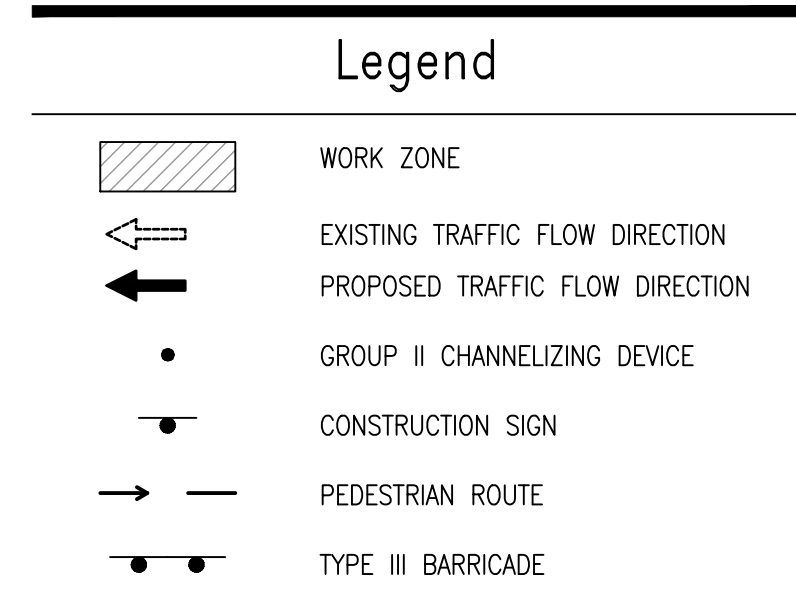 Legend
WORK ZONE
EXISTING TRAFFIC FLOW DIRECTION
PROPOSED TRAFFIC FLOW DIRECTION
GROUP II CHANNELIZING DEVICE
CONSTRUCTION SIGN
PEDESTRIAN ROUTE
TYPE III BARRICADE